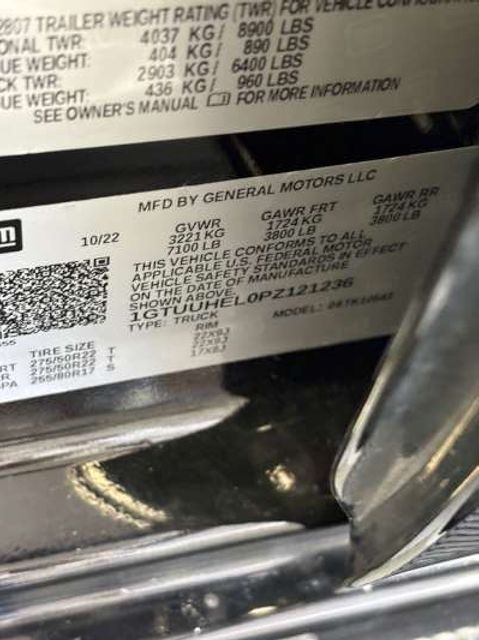 2807 TRAILER WEIGHT RATING (TWR) FOR VEHICLE
ONAL TWR: 4037 KG/ 8900 LBS
UE WEIGHT: 404 KG/ 890 LBS
CK TWR: 2903 KG/ 6400 LBS
UE WEIGHT: 436 KG/ 960 LBS
SEE OWNER'S MANUAL FOR MORE INFORMATION
MFD BY GENERAL MOTORS LLC
m
10/22
GVWR GAWR FRT GAWR RR
3221 KG 1724 KG 1724 KG
7100 LB 3800 LB 3800 LB
THIS VEHICLE CONFORMS TO ALL
APPLICABLE U.S. FEDERAL MOTOR
VEHICLE SAFETY STANDARDS IN EFFECT
ON THE DATE OF MANUFACTURE
SHOWN ABOVE.
1GTUUHEL0PZ121236
TYPE: TRUCK MODEL:
TIRE SIZE RIM
RT 275/50R22 T 22X9J
R 275/50R22 T 22X9J
PA 255/80R17 S 17X8J